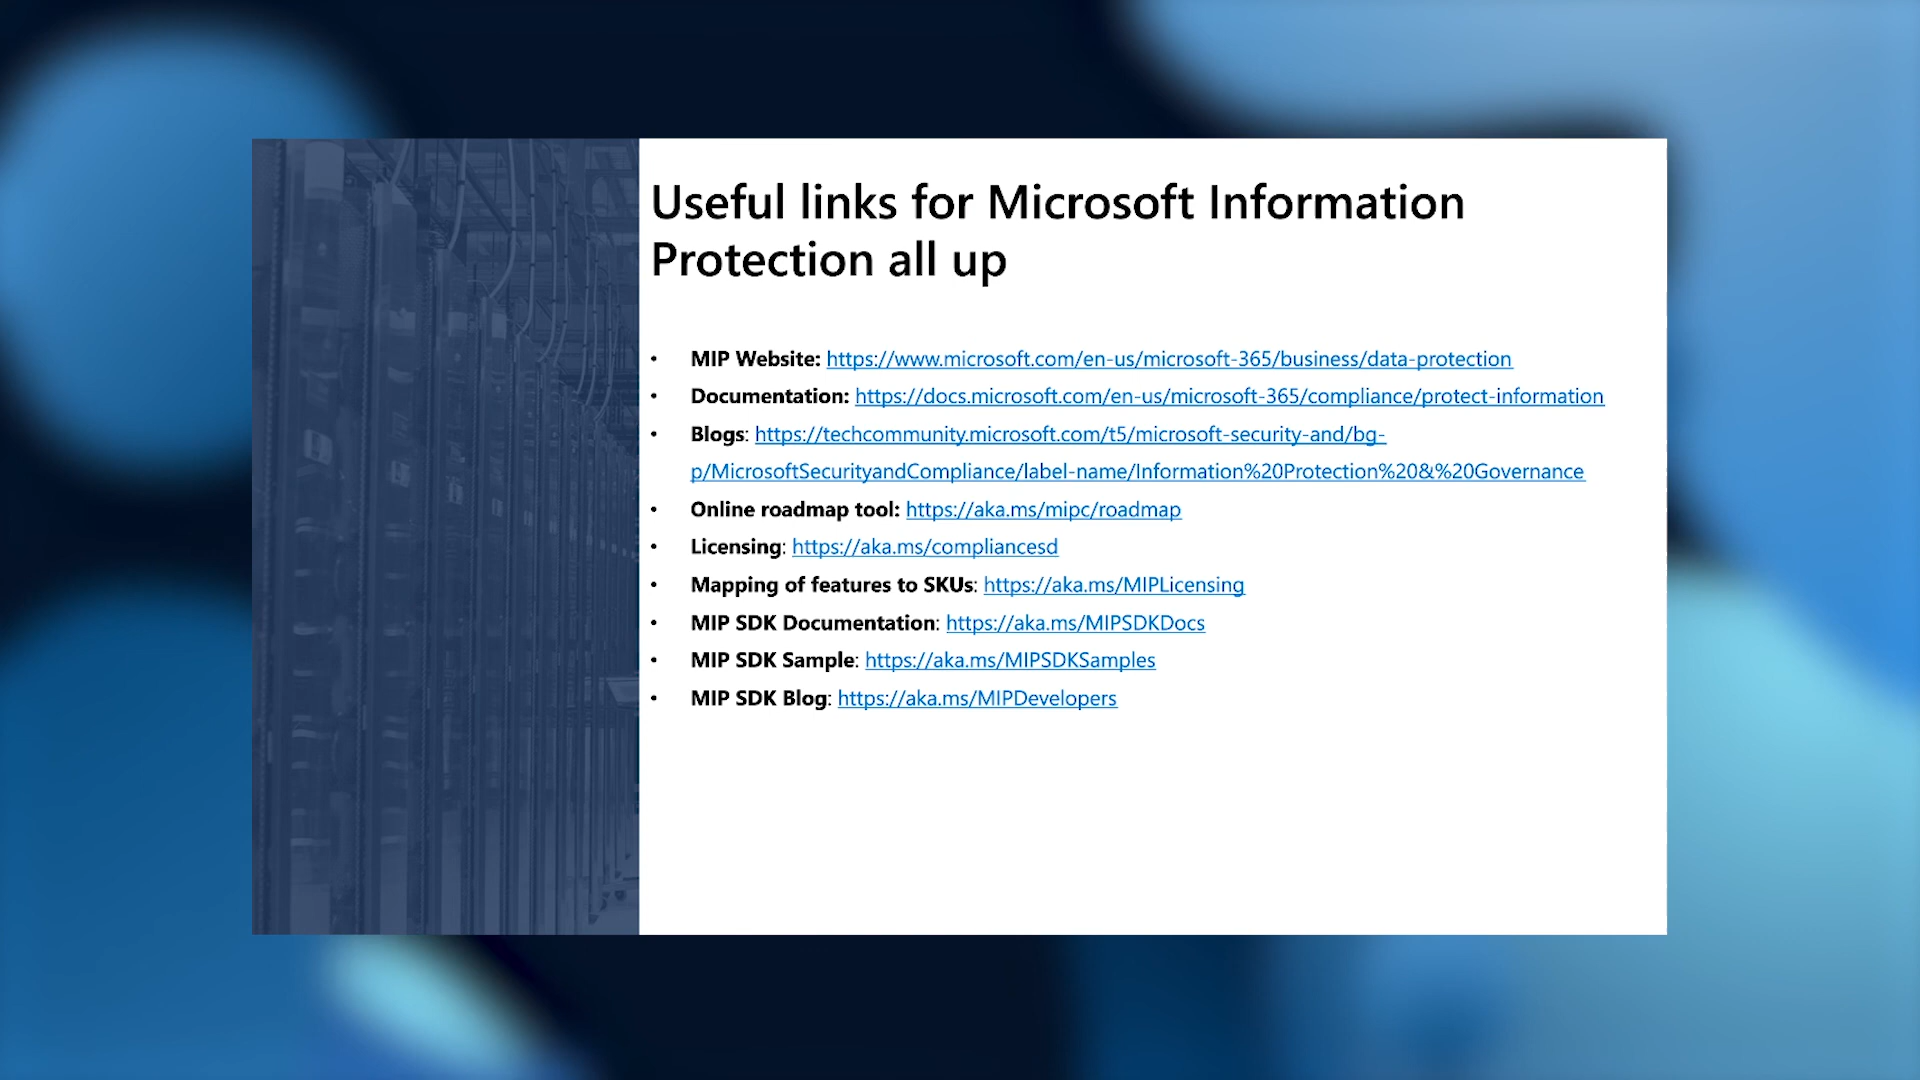 Useful links for Microsoft Information
Protection all up
• MIP Website: https://www.microsoft.com/en-us/microsoft-365/business/data-protection
• Documentation: https://docs.microsoft.com/en-us/microsoft-365/compliance/protect-information
• Blogs: https://techcommunity.microsoft.com/t5/microsoft-security-and/bg-
p/MicrosoftSecurityandCompliance/label-name/Information%20Protection%20&%20Governance
• Online roadmap tool: https://aka.ms/mipc/roadmap
• Licensing: https://aka.ms/compliancesd
• Mapping of features to SKUs: https://aka.ms/MIPLicensing
• MIP SDK Documentation: https://aka.ms/MIPSDKDocs
• MIP SDK Sample: https://aka.ms/MIPSDKSamples
• MIP SDK Blog: https://aka.ms/MIPDevelopers